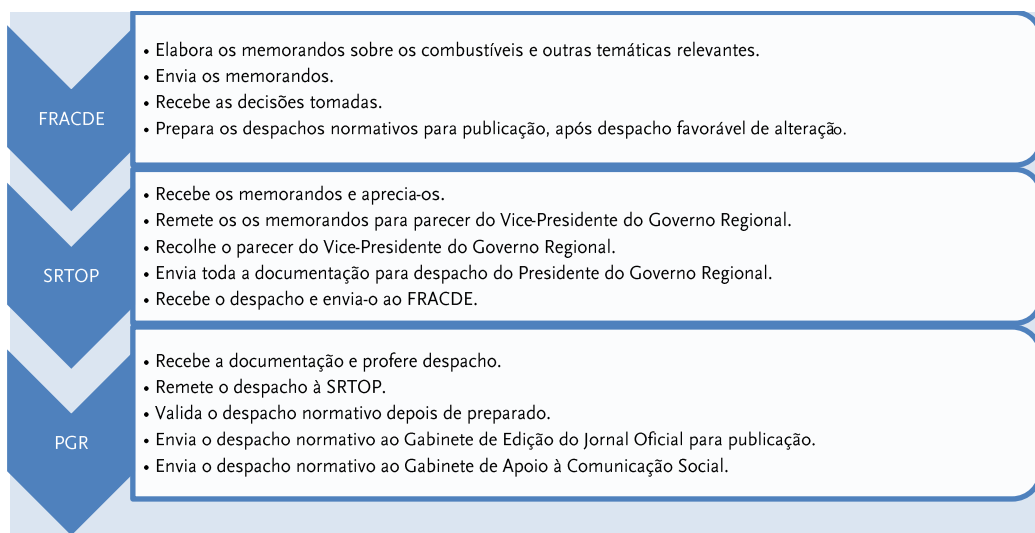 FRACDE
• Elabora os memorandos sobre os combustíveis e outras temáticas relevantes.
• Envia os memorandos.
• Recebe as decisões tomadas.
• Prepara os despachos normativos para publicação, após despacho favorável de alteração.
SRTOP
• Recebe os memorandos e aprecia-os.
• Remete os os memorandos para parecer do Vice-Presidente do Governo Regional.
• Recolhe o parecer do Vice-Presidente do Governo Regional.
• Envia toda a documentação para despacho do Presidente do Governo Regional.
• Recebe o despacho e envia-o ao FRACDE.
PGR
• Recebe a documentação e profere despacho.
• Remete o despacho à SRTOP.
• Valida o despacho normativo depois de preparado.
• Envia o despacho normativo ao Gabinete de Edição do Jornal Oficial para publicação.
• Envia o despacho normativo ao Gabinete de Apoio à Comunicação Social.